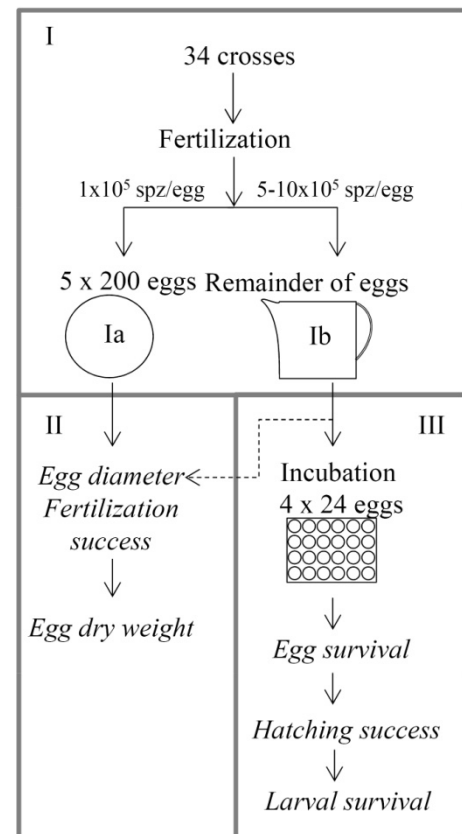 I
34 crosses
Fertilization
1x10⁵ spz/egg
5-10x10⁵ spz/egg
5 x 200 eggs
Remainder of eggs
Ia
Ib
II
Egg diameter
Fertilization
success
Egg dry weight
III
Incubation
4 x 24 eggs
Egg survival
Hatching success
Larval survival